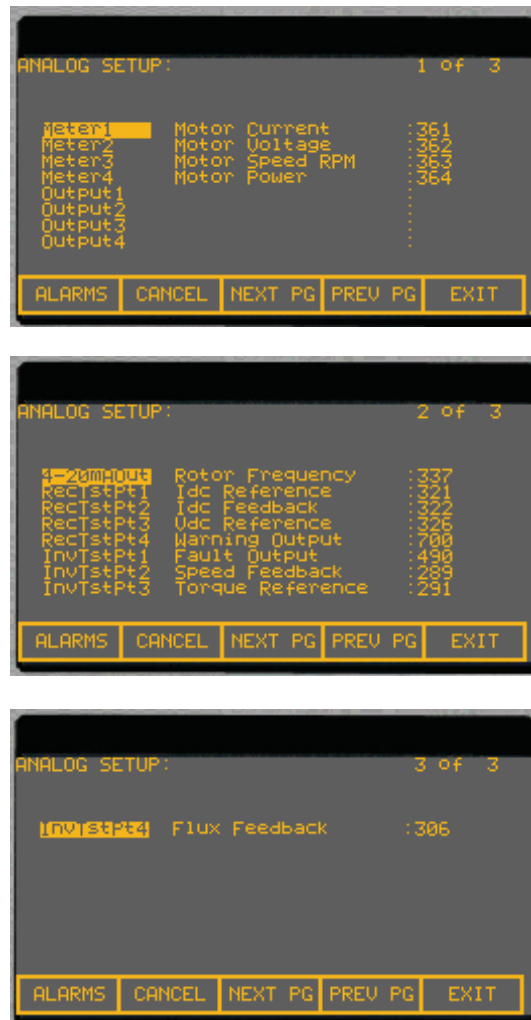 ANALOG SETUP: 1 of 3
Meter1 Motor Current :361
Meter2 Motor Voltage :362
Meter3 Motor Speed RPM :363
Meter4 Motor Power :364
Output1 :
Output2 :
Output3 :
Output4 :
ALARMS CANCEL NEXT PG PREV PG EXIT
ANALOG SETUP: 2 of 3
4-20mAOut Rotor Frequency :337
RecTstPt1 Idc Reference :321
RecTstPt2 Idc Feedback :322
RecTstPt3 Vdc Reference :326
RecTstPt4 Warning Output :700
InvTstPt1 Fault Output :490
InvTstPt2 Speed Feedback :289
InvTstPt3 Torque Reference :291
ALARMS CANCEL NEXT PG PREV PG EXIT
ANALOG SETUP: 3 of 3
InvTstPt4 Flux Feedback :306
ALARMS CANCEL NEXT PG PREV PG EXIT